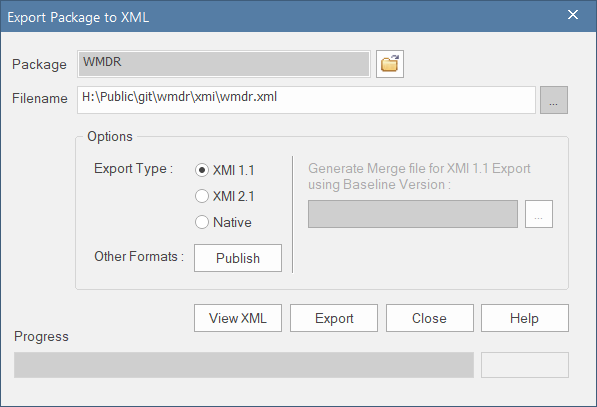 Export Package to XML
Package
WMDR
Filename
H:\Public\git\wmdr\xmi\wmdr.xml
...
Options
Export Type :
XMI 1.1
XMI 2.1
Native
Generate Merge file for XMI 1.1 Export
using Baseline Version :
...
Other Formats :
Publish
View XML
Export
Close
Help
Progress